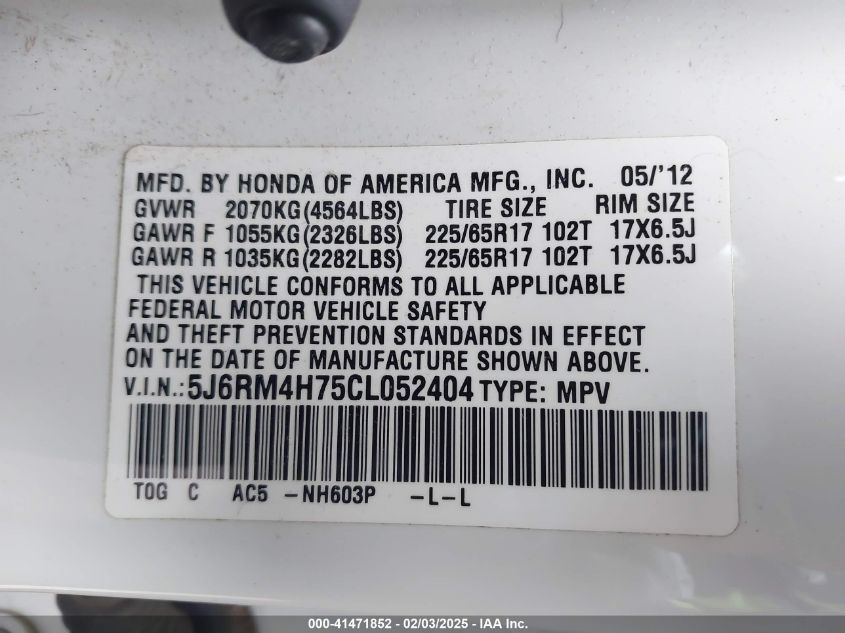 MFD. BY HONDA OF AMERICA MFG., INC. 05/'12
GVWR 2070KG(4564LBS) TIRE SIZE RIM SIZE
GAWR F 1055KG(2326LBS) 225/65R17 102T 17X6.5J
GAWR R 1035KG(2282LBS) 225/65R17 102T 17X6.5J
THIS VEHICLE CONFORMS TO ALL APPLICABLE
FEDERAL MOTOR VEHICLE SAFETY
AND THEFT PREVENTION STANDARDS IN EFFECT
ON THE DATE OF MANUFACTURE SHOWN ABOVE.
V.I.N.: 5J6RM4H75CL052404 TYPE: MPV
TOG C AC5 -NH603P -L-L
000-41471852 / 02/03/2025 - IAA Inc.